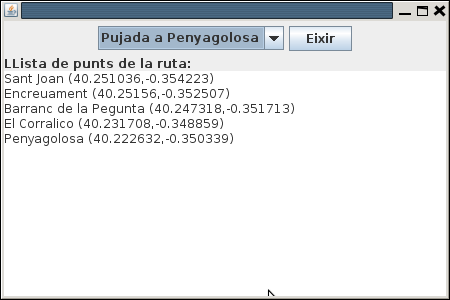 Pujada a Penyagolosa
Eixir
LLista de punts de la ruta:
Sant Joan (40.251036,-0.354223)
Encreuament (40.25156,-0.352507)
Barranc de la Pegunta (40.247318,-0.351713)
El Corralico (40.231708,-0.348859)
Penyagolosa (40.222632,-0.350339)